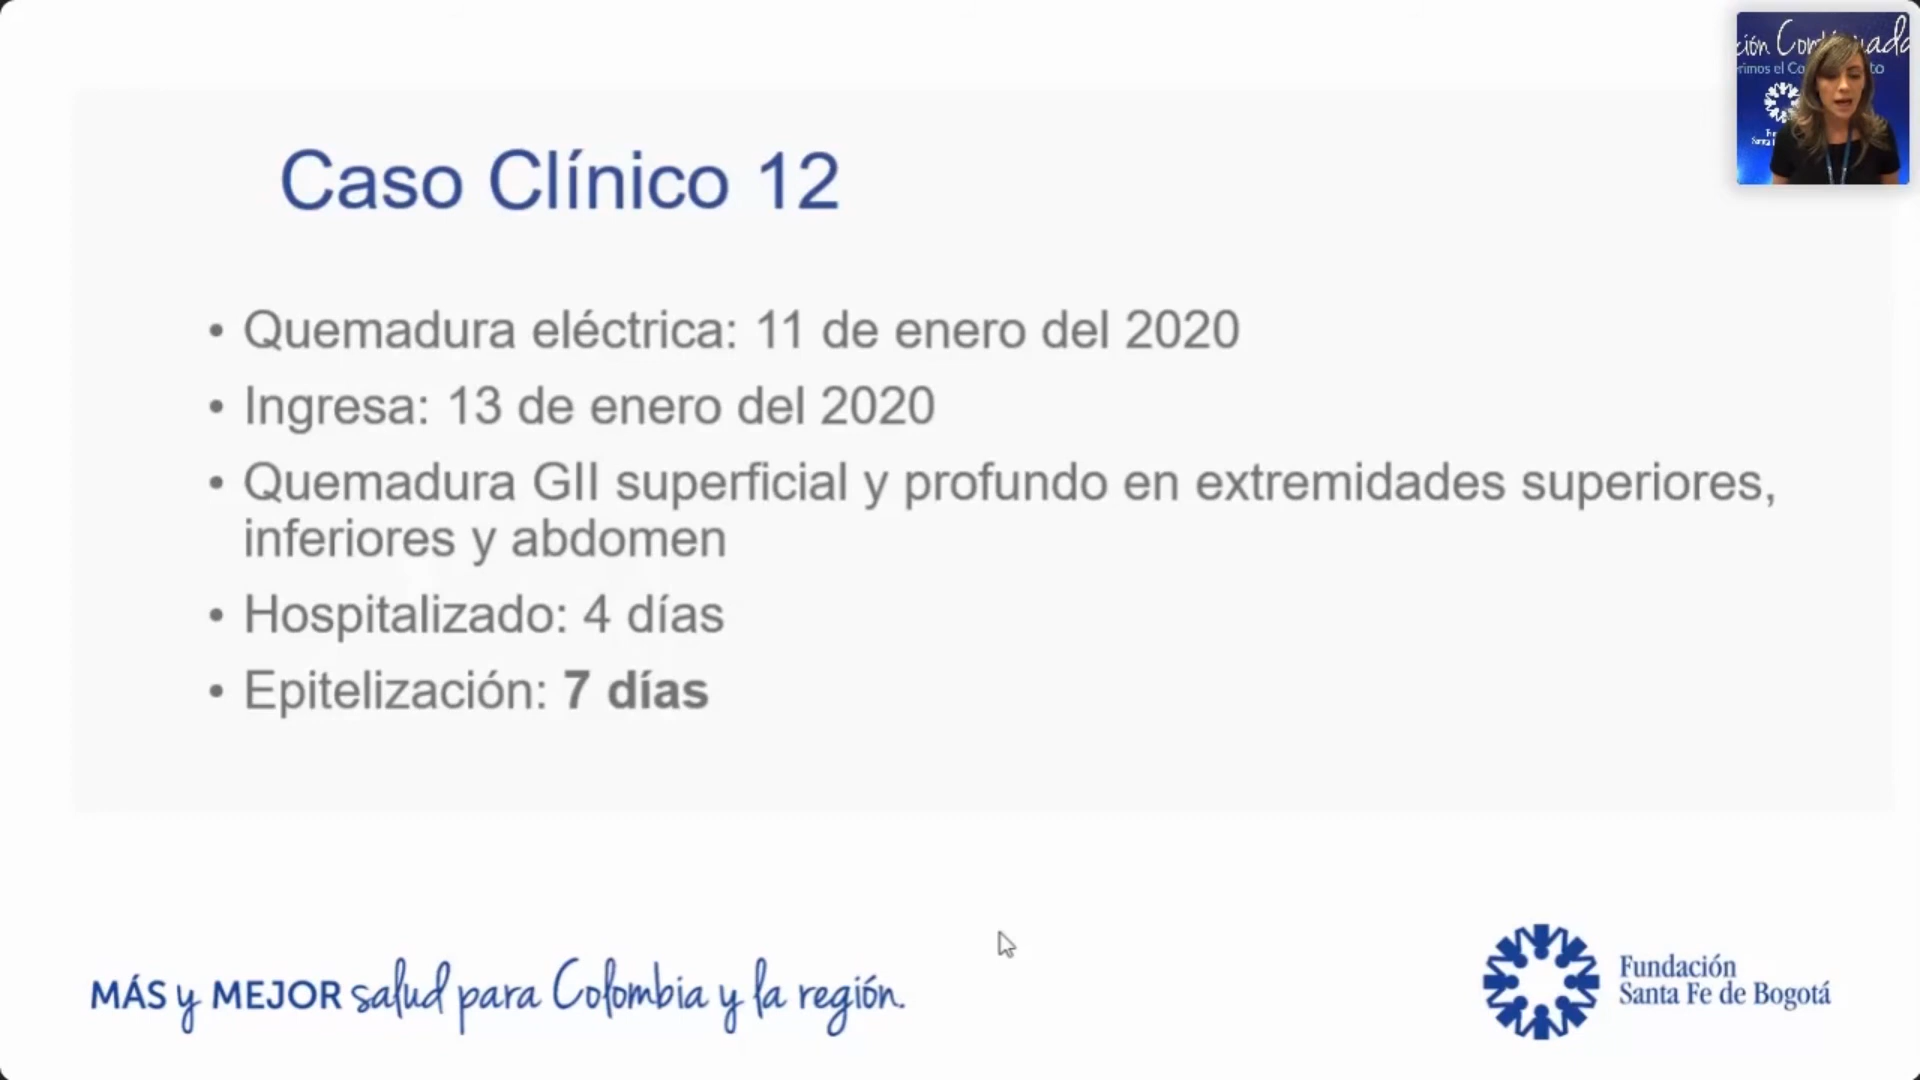 Caso Clínico 12
• Quemadura eléctrica: 11 de enero del 2020
• Ingresa: 13 de enero del 2020
• Quemadura GII superficial y profundo en extremidades superiores,
inferiores y abdomen
• Hospitalizado: 4 días
• Epitelización: 7 días
MÁS y MEJOR salud para Colombia y la región.
Fundación
Santa Fe de Bogotá